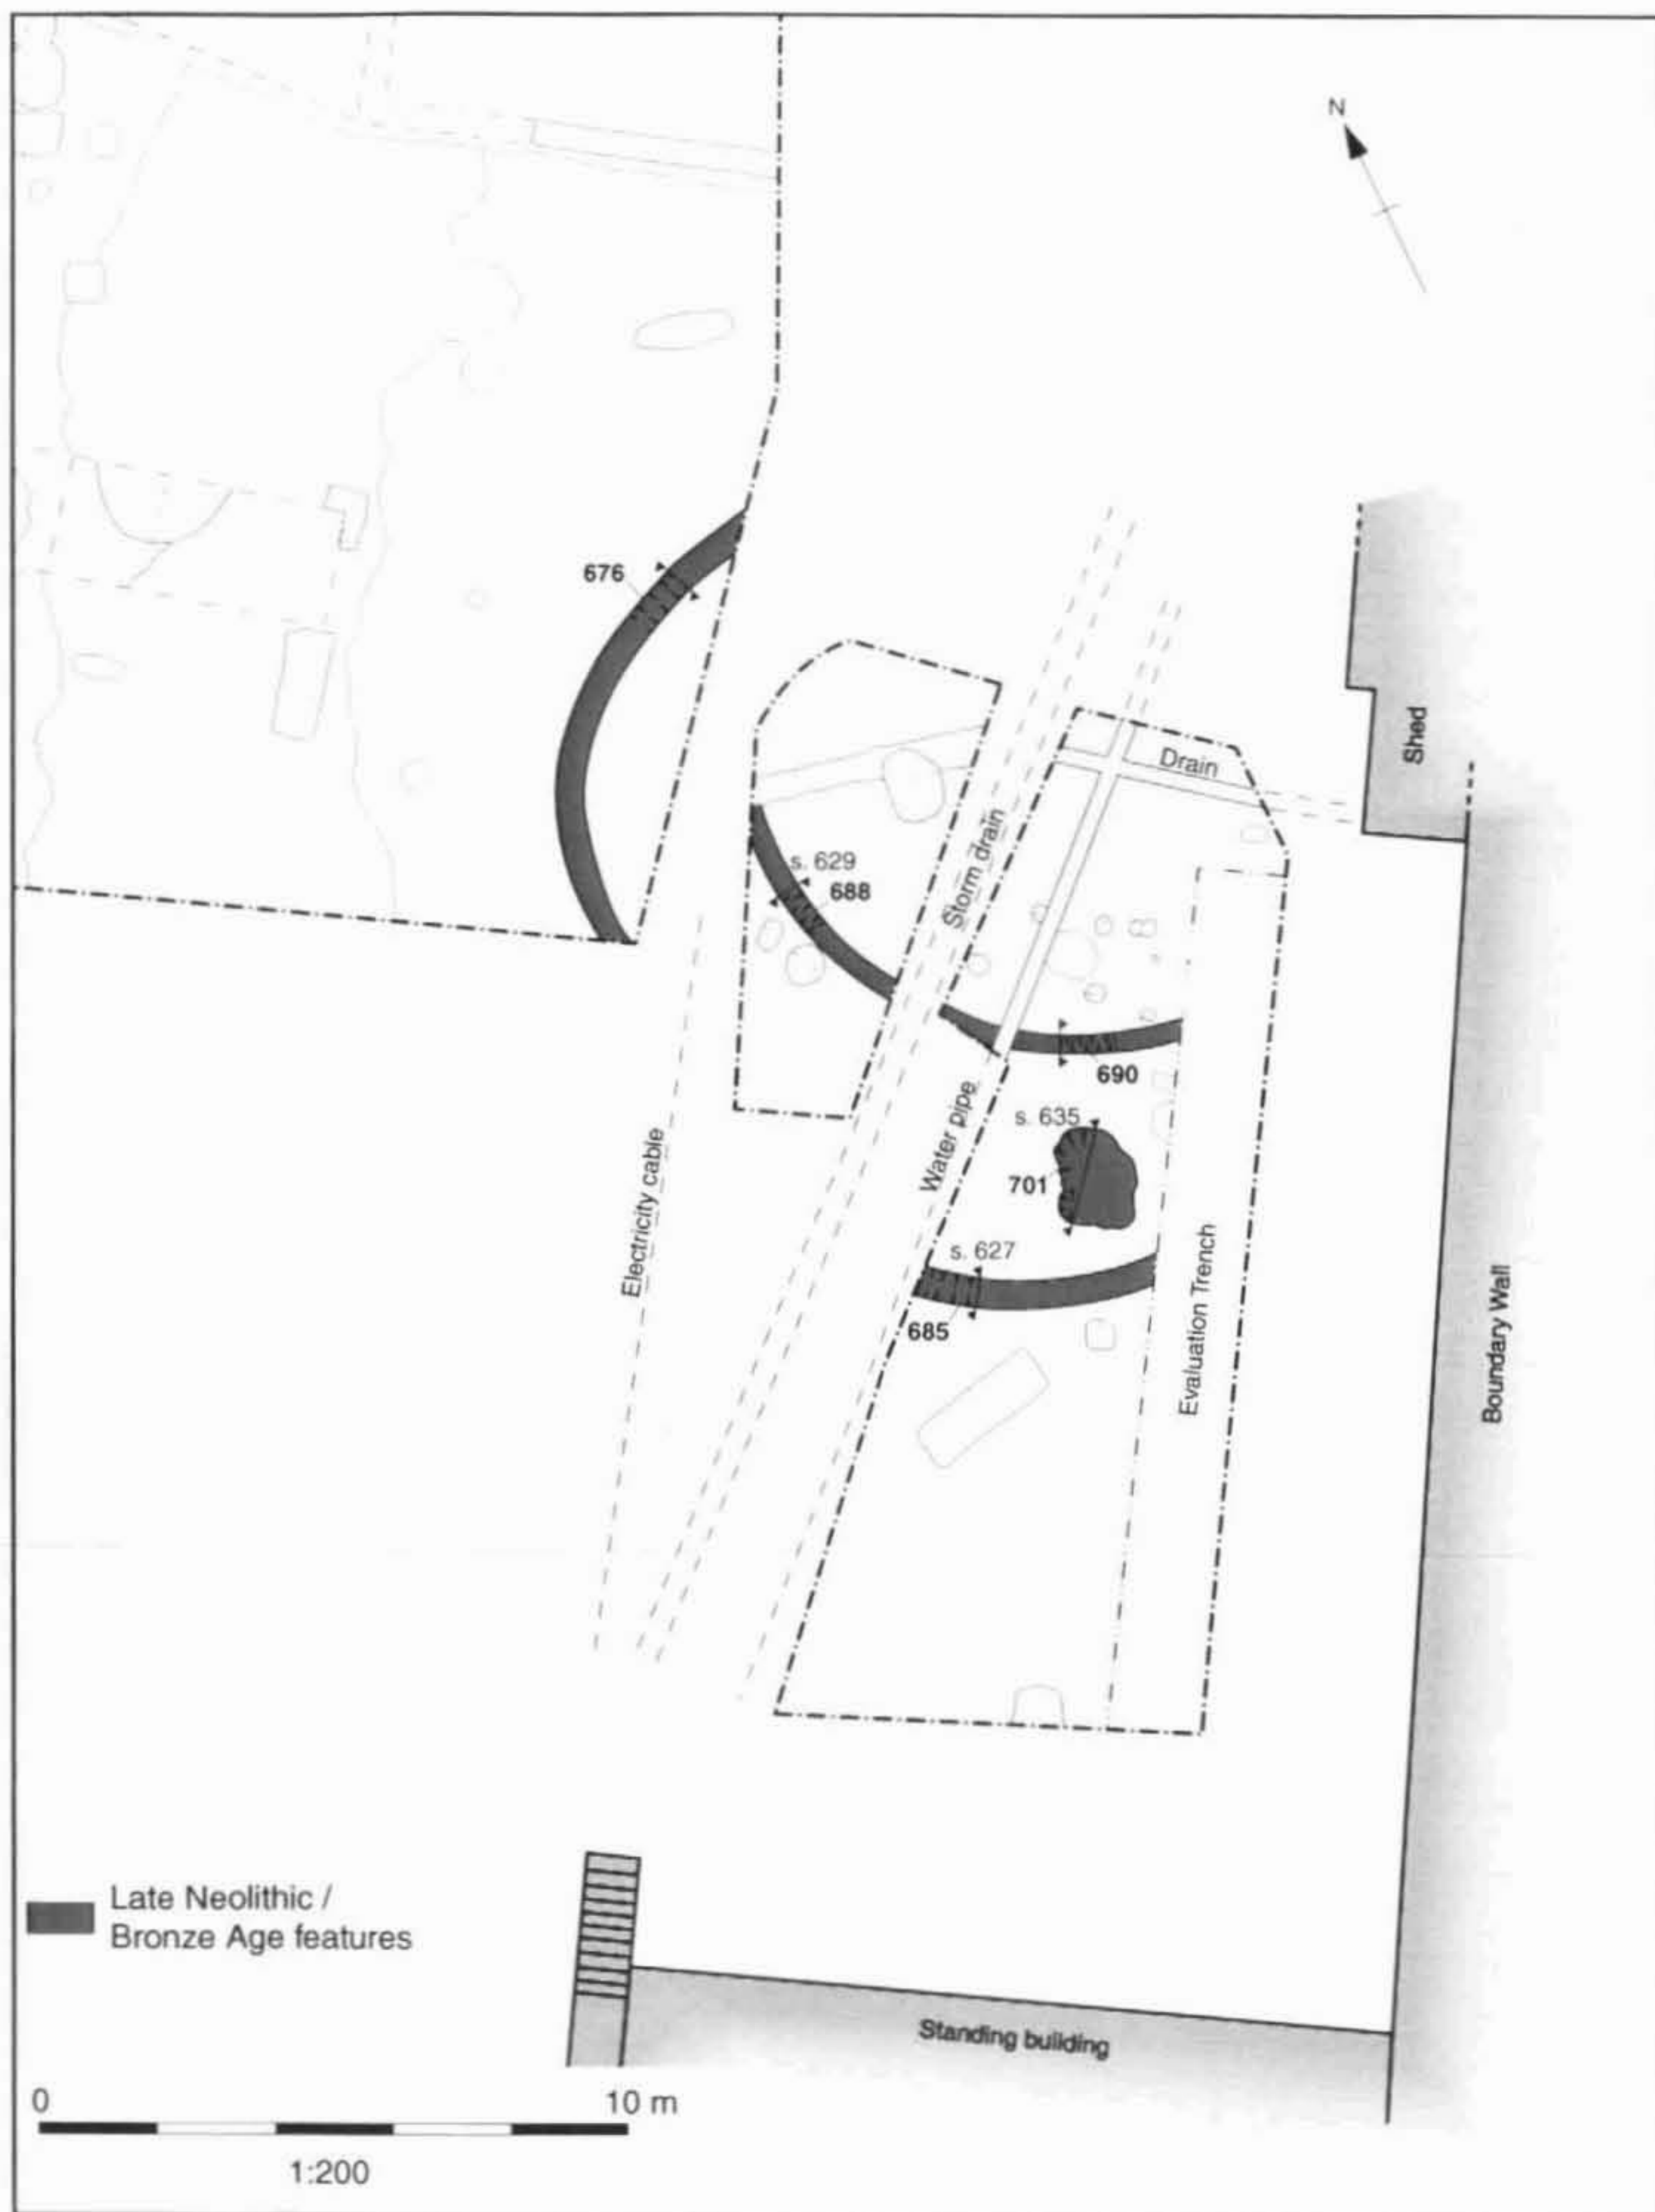 N
676
Drain
Shed
s. 629
688
Storm drain
690
s. 635
Water pipe
701
Electricity cable
s. 627
685
Evaluation Trench
Boundary Wall
Late Neolithic /
Bronze Age features
Standing building
0 10 m
1:200